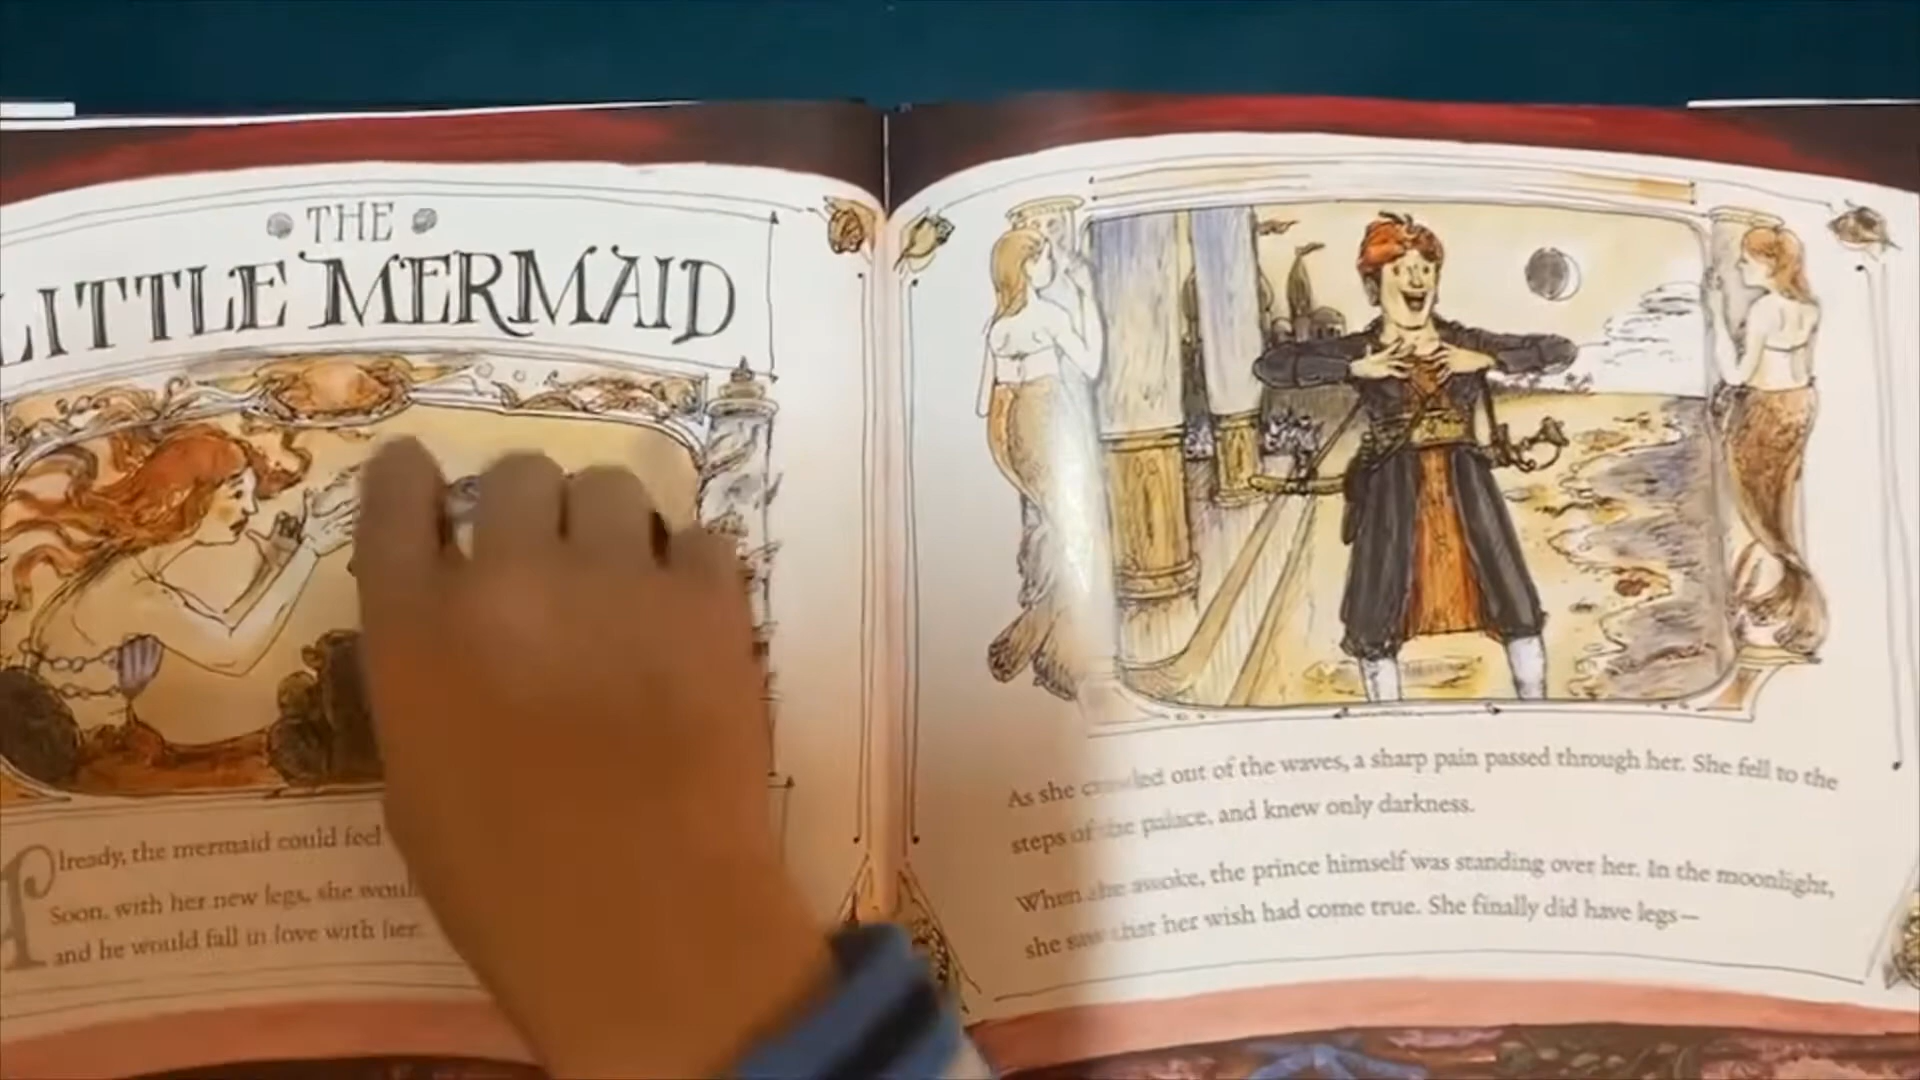 THE
LITTLE MERMAID
lready, the mermaid could feel
Soon, with her new legs, she woul
and he would fall in love with her.
As she crawled out of the waves, a sharp pain passed through her. She fell to the
steps of the palace, and knew only darkness.
When she awoke, the prince himself was standing over her. In the moonlight,
she saw that her wish had come true. She finally did have legs—